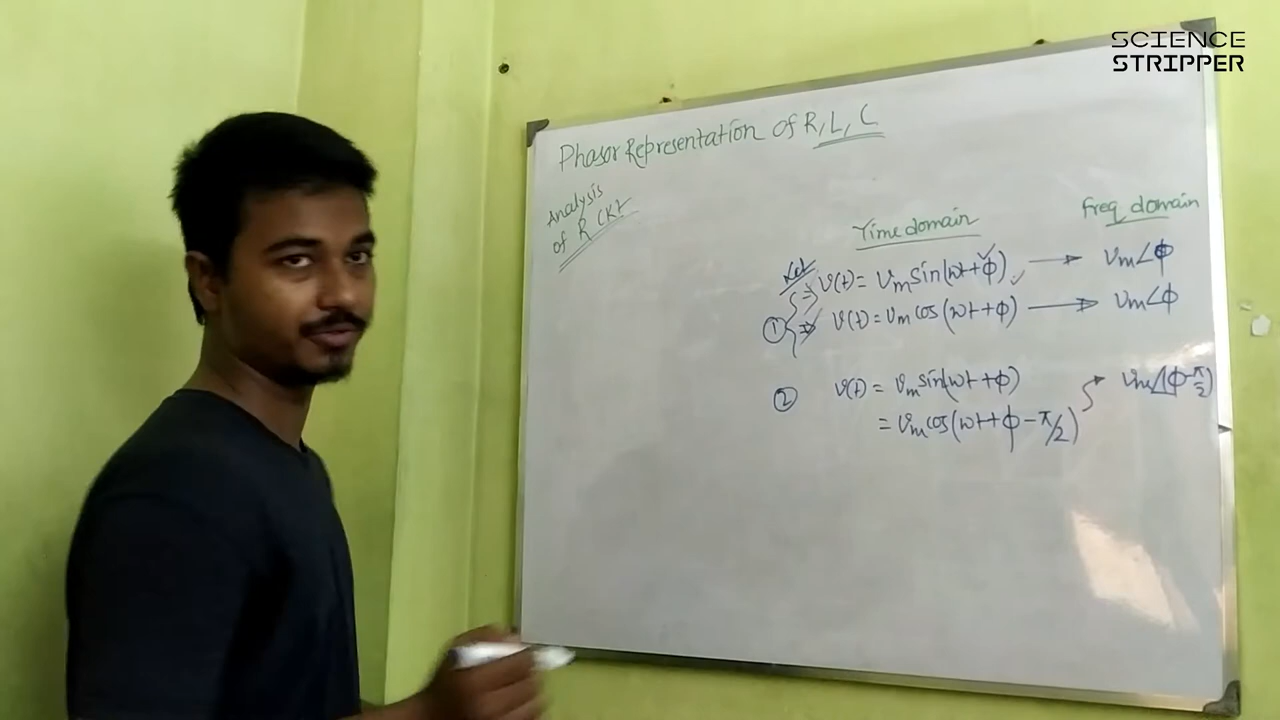 SCIENCE
STRIPPER
Phasor Representation of R, L, C
Analysis
of R CKt
Time domain
Freq domain
Let
① ⇒ v(t) = Vm sin(ωt+ϕ) → Vm∠ϕ
⇒ v(t) = Vm cos(ωt+ϕ) → Vm∠ϕ
② v(t) = Vm sin(ωt+ϕ)
= Vm cos(ωt+ϕ-π/2) → Vm∠(ϕ-π/2)